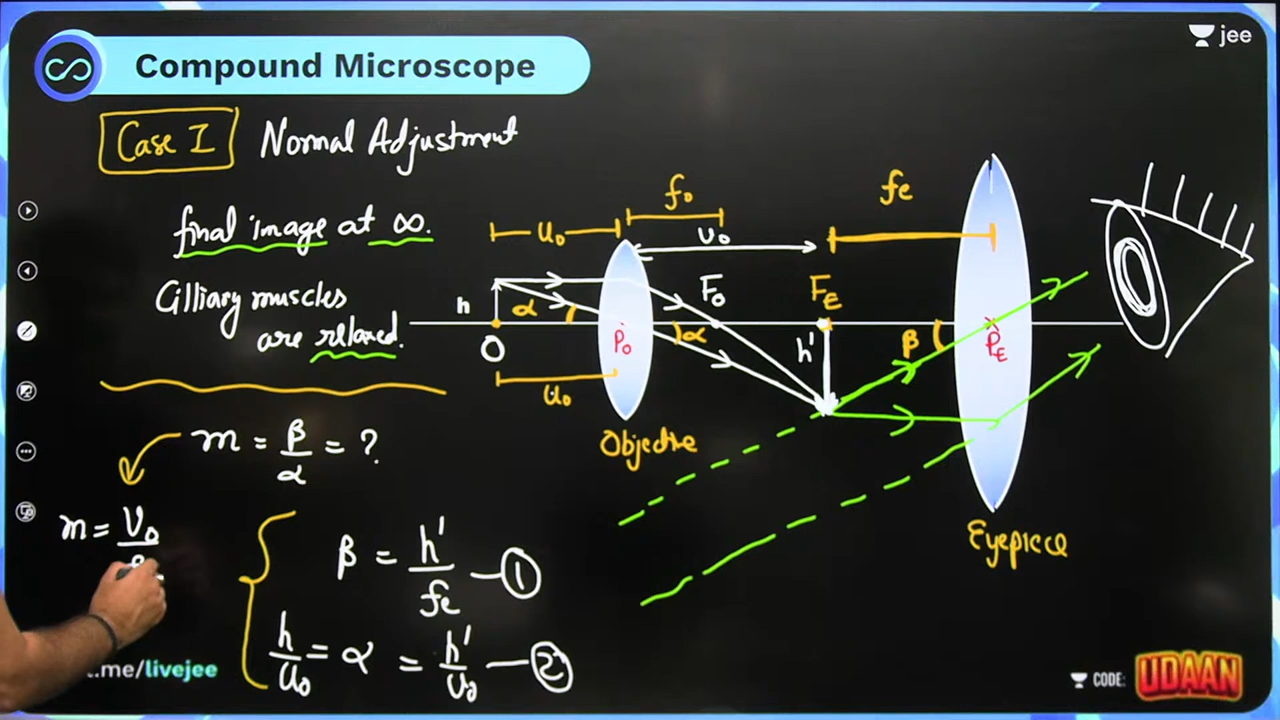 jee
Compound Microscope
Case I Normal Adjustment
final image at ∞.
Cilliary muscles
are relaxed.
m = β/α = ?
m = v₀/
β = h'/fe —①
h/u₀ = α = h'/v₀ —②
u₀
f₀
v₀
fe
h
α
α
F₀
F_E
β
h'
O
P₀
P_E
u₀
Objective
Eyepiece
t.me/livejee
CODE: UDAAN